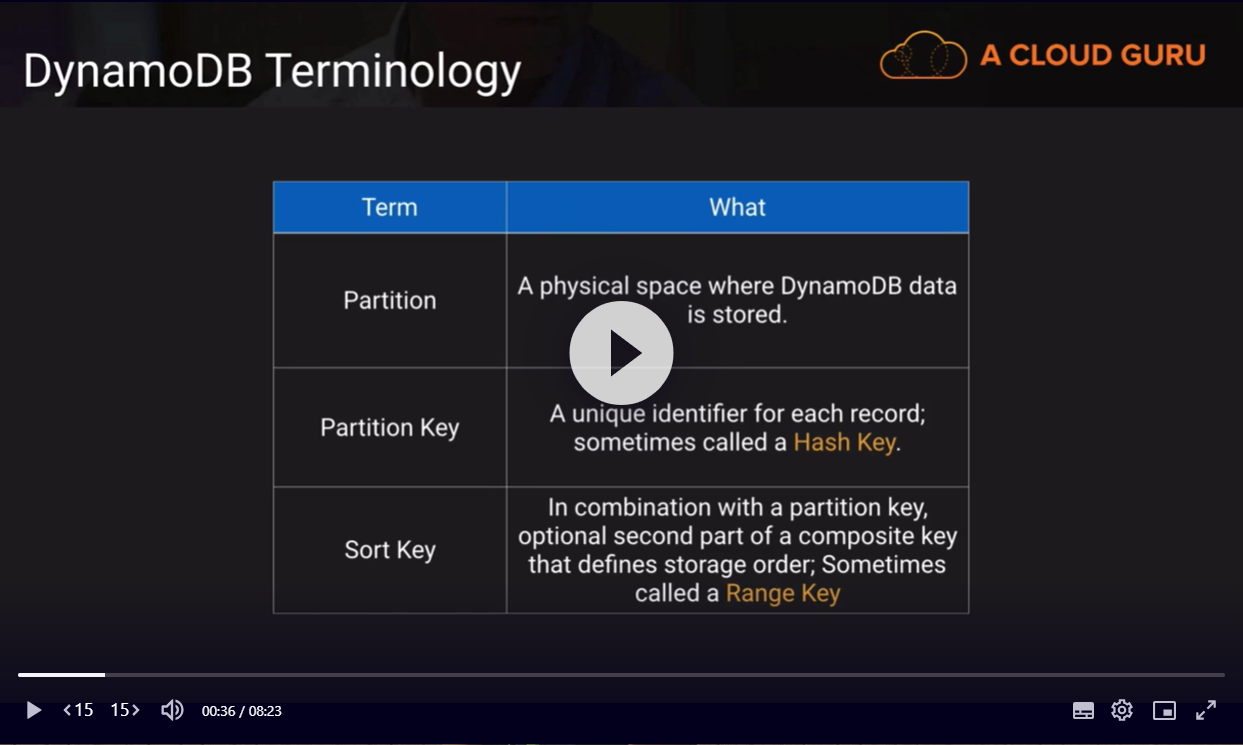 DynamoDB Terminology
A CLOUD GURU
Term
What
Partition
A physical space where DynamoDB data
is stored.
Partition Key
A unique identifier for each record;
sometimes called a Hash Key.
Sort Key
In combination with a partition key,
optional second part of a composite key
that defines storage order; Sometimes
called a Range Key
<15
15>
00:36 / 08:23